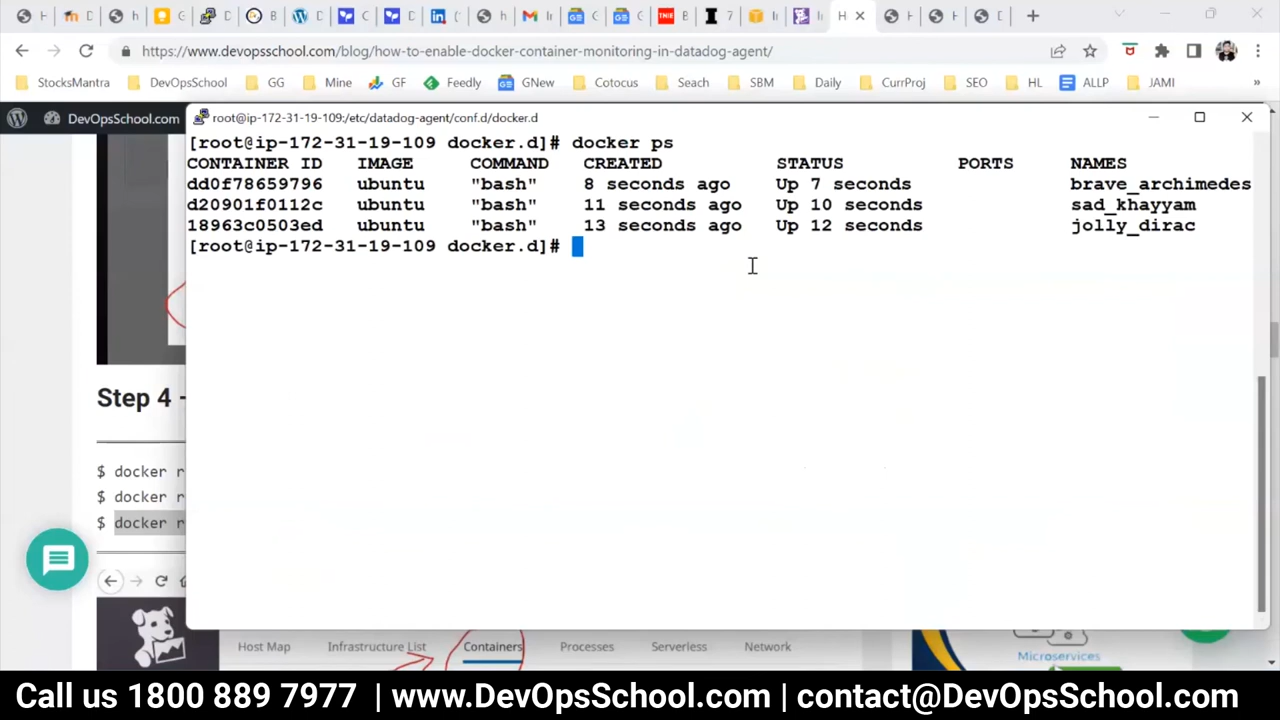 https://www.devopsschool.com/blog/how-to-enable-docker-container-monitoring-in-datadog-agent/
StocksMantra DevOpsSchool GG Mine GF Feedly GNew Cotocus Seach SBM Daily CurrProj SEO HL ALLP JAMI
DevOpsSchool.com
root@ip-172-31-19-109:/etc/datadog-agent/conf.d/docker.d
[root@ip-172-31-19-109 docker.d]# docker ps
CONTAINER ID IMAGE COMMAND CREATED STATUS PORTS NAMES
dd0f78659796 ubuntu "bash" 8 seconds ago Up 7 seconds brave_archimedes
d20901f0112c ubuntu "bash" 11 seconds ago Up 10 seconds sad_khayyam
18963c0503ed ubuntu "bash" 13 seconds ago Up 12 seconds jolly_dirac
[root@ip-172-31-19-109 docker.d]#
Step 4 -
$ docker r
$ docker r
$ docker r
Host Map Infrastructure List Containers Processes Serverless Network
Microservices
Call us 1800 889 7977 | www.DevOpsSchool.com | contact@DevOpsSchool.com